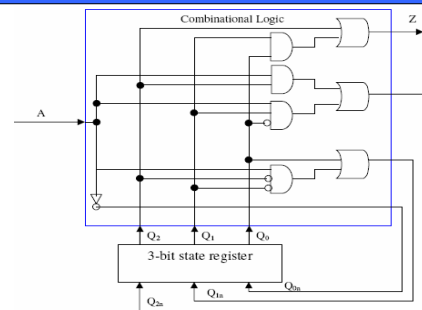 Combinational Logic
Z
A
Q2 Q1 Q0
3-bit state register
Q0n
Q1n
Q2n